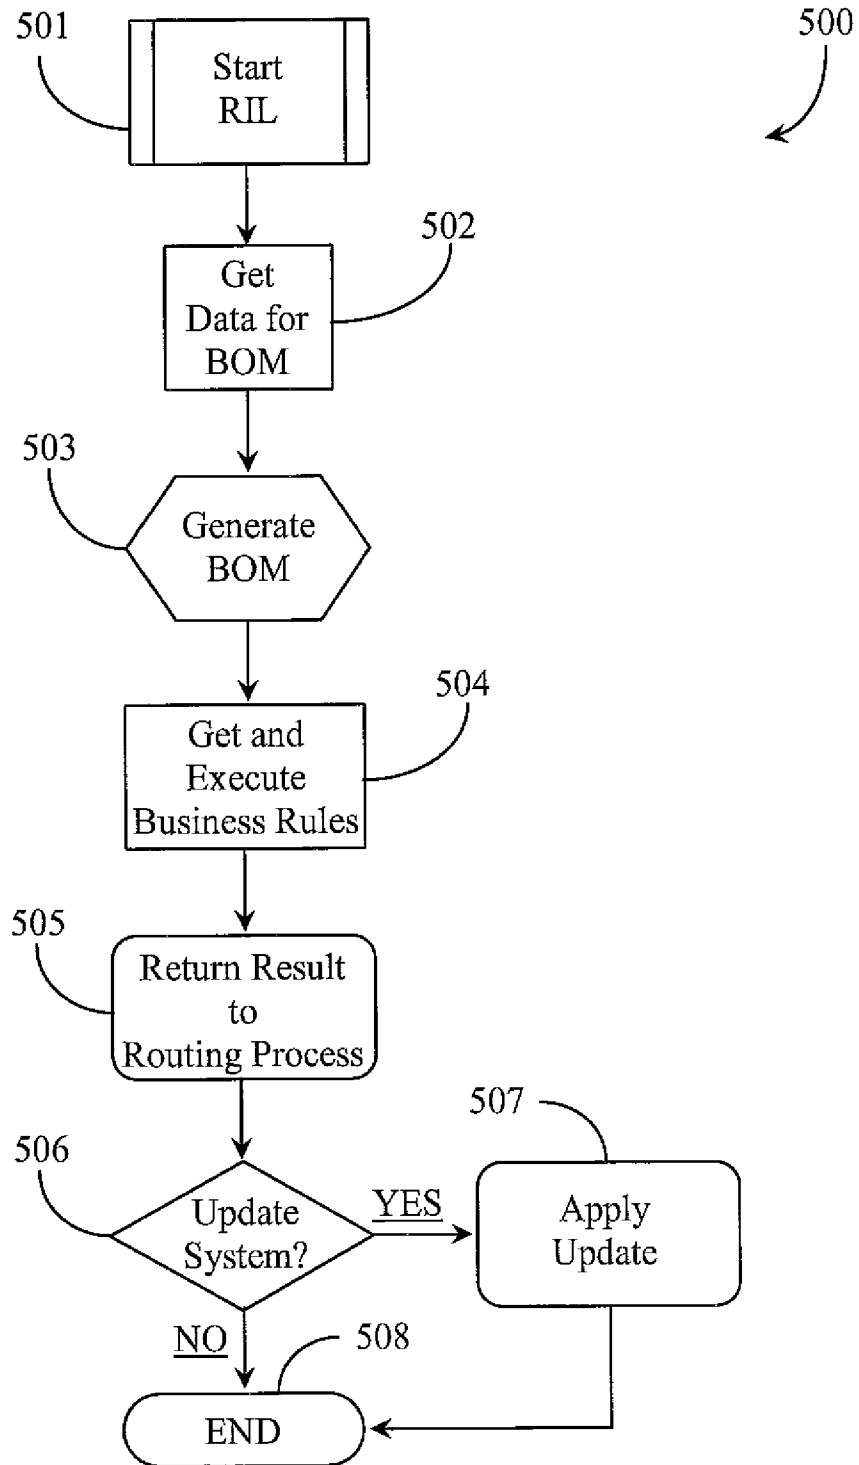 501
500
Start
RIL
502
Get
Data for
BOM
503
Generate
BOM
504
Get and
Execute
Business Rules
505
Return Result
to
Routing Process
507
506
YES
Update
System?
Apply
Update
NO
508
END